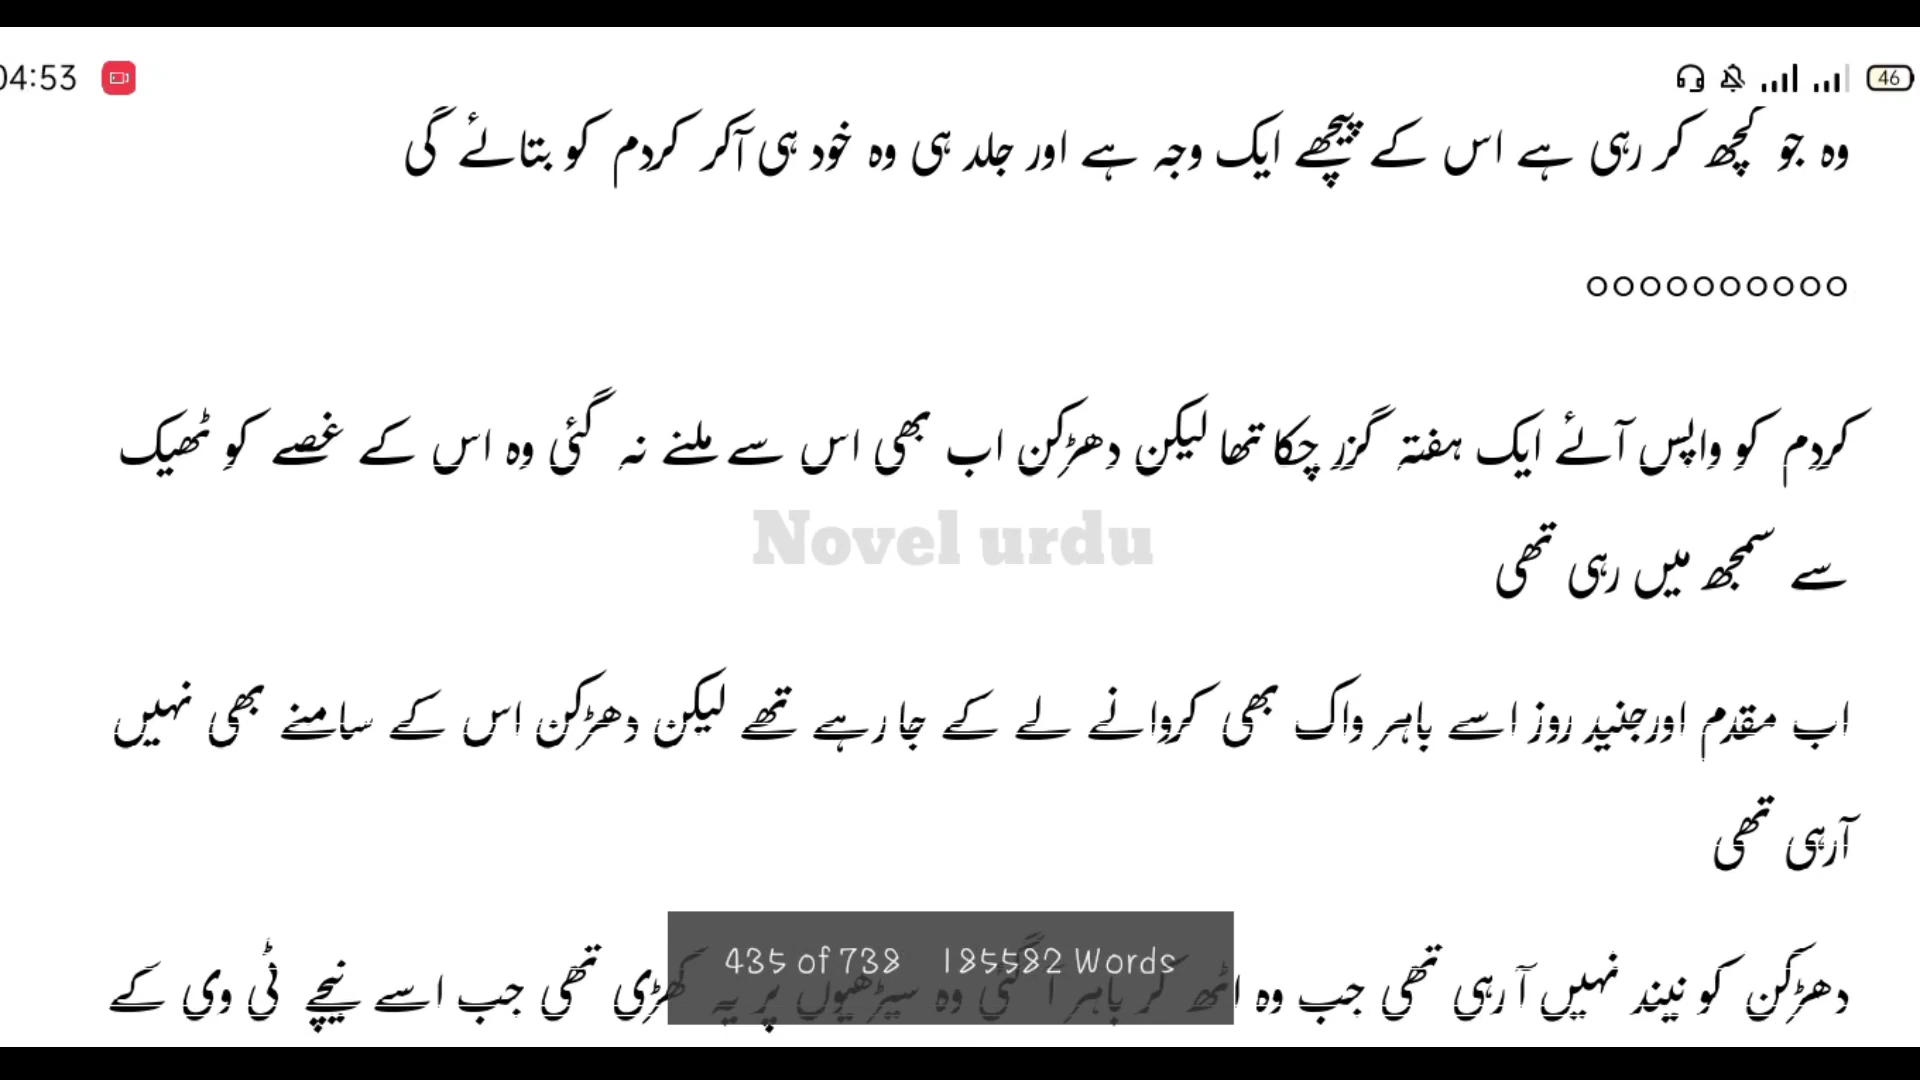 04:53
46
وہ جو کچھ کر رہی ہے اس کے پیچھے ایک وجہ ہے اور جلد ہی وہ خود ہی آکر کردم کو بتائے گی
○○○○○○○○○○
کردم کو واپس آئے ایک ہفتہ گزر چکا تھا لیکن دھڑکن اب بھی اس سے ملنے نہ گئی وہ اس کے غصے کو ٹھیک
Novel urdu
سے سمجھ میں رہی تھی
اب مقدم اورجنید روز اسے باہر واک بھی کروانے لے کے جا رہے تھے لیکن دھڑکن اس کے سامنے بھی نہیں
آرہی تھی
دھڑکن کو نیند نہیں آ رہی تھی جب وہ اٹھ کر باہر آ گئی وہ سیڑھیوں پر یہ کھڑی تھی جب اسے نیچے ٹی وی کے
435 of 738 185582 Words